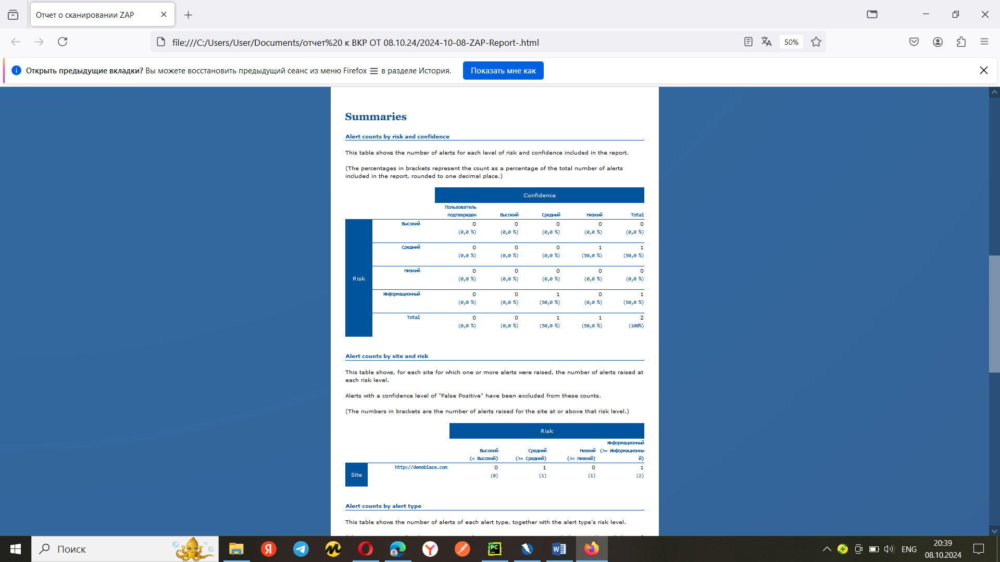 Отчет о сканировании ZAP
file:///C:/Users/User/Documents/отчет%20 к ВКР ОТ 08.10.24/2024-10-08-ZAP-Report-.html
50%
Открыть предыдущие вкладки? Вы можете восстановить предыдущий сеанс из меню Firefox ☰ в разделе История.
Показать мне как
Summaries
Alert counts by risk and confidence
This table shows the number of alerts for each level of risk and confidence included in the report.
(The percentages in brackets represent the count as a percentage of the total number of alerts
included in the report, rounded to one decimal place.)
Confidence
Пользователь
подтвержден Высокий Средний Низкий Total
Высокий 0 0 0 0 0
(0,0 %) (0,0 %) (0,0 %) (0,0 %) (0,0 %)
Средний 0 0 0 1 1
(0,0 %) (0,0 %) (0,0 %) (50,0 %) (50,0 %)
Низкий 0 0 0 0 0
Risk (0,0 %) (0,0 %) (0,0 %) (0,0 %) (0,0 %)
Информационный 0 0 1 0 1
(0,0 %) (0,0 %) (50,0 %) (0,0 %) (50,0 %)
Total 0 0 1 1 2
(0,0 %) (0,0 %) (50,0 %) (50,0 %) (100%)
Alert counts by site and risk
This table shows, for each site for which one or more alerts were raised, the number of alerts raised at
each risk level.
Alerts with a confidence level of "False Positive" have been excluded from these counts.
(The numbers in brackets are the number of alerts raised for the site at or above that risk level.)
Risk
Информационный
Высокий Средний Низкий (>= Информационны
(= Высокий) (>= Средний) (>= Низкий) й)
http://demoblaze.com 0 1 0 1
Site (0) (1) (1) (2)
Alert counts by alert type
This table shows the number of alerts of each alert type, together with the alert type's risk level.
Поиск
ENG
20:39
08.10.2024